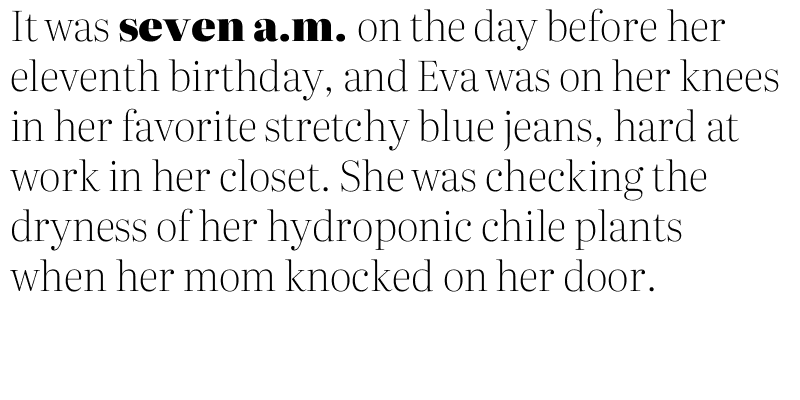 It was seven a.m. on the day before her
eleventh birthday, and Eva was on her knees
in her favorite stretchy blue jeans, hard at
work in her closet. She was checking the
dryness of her hydroponic chile plants
when her mom knocked on her door.